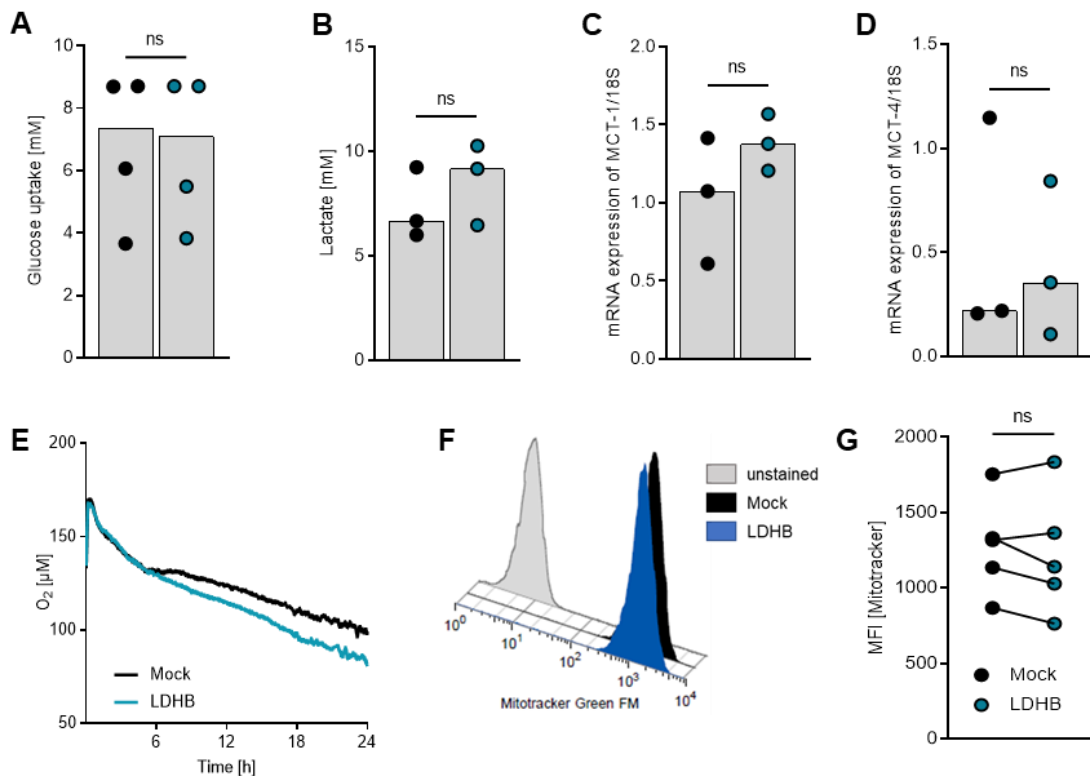 A
ns
Glucose uptake [mM]
10
8
6
4
2
0
B
ns
Lactate [mM]
15
10
5
0
C
ns
mRNA expression of MCT-1/18S
2.0
1.5
1.0
0.5
0.0
D
ns
mRNA expression of MCT-4/18S
1.5
1.0
0.5
0.0
E
O2 [µM]
200
150
100
50
6 12 18 24
Time [h]
Mock
LDHB
F
unstained
Mock
LDHB
10^0 10^1 10^2 10^3 10^4
Mitotracker Green FM
G
ns
MFI [Mitotracker]
2000
1500
1000
500
0
Mock
LDHB